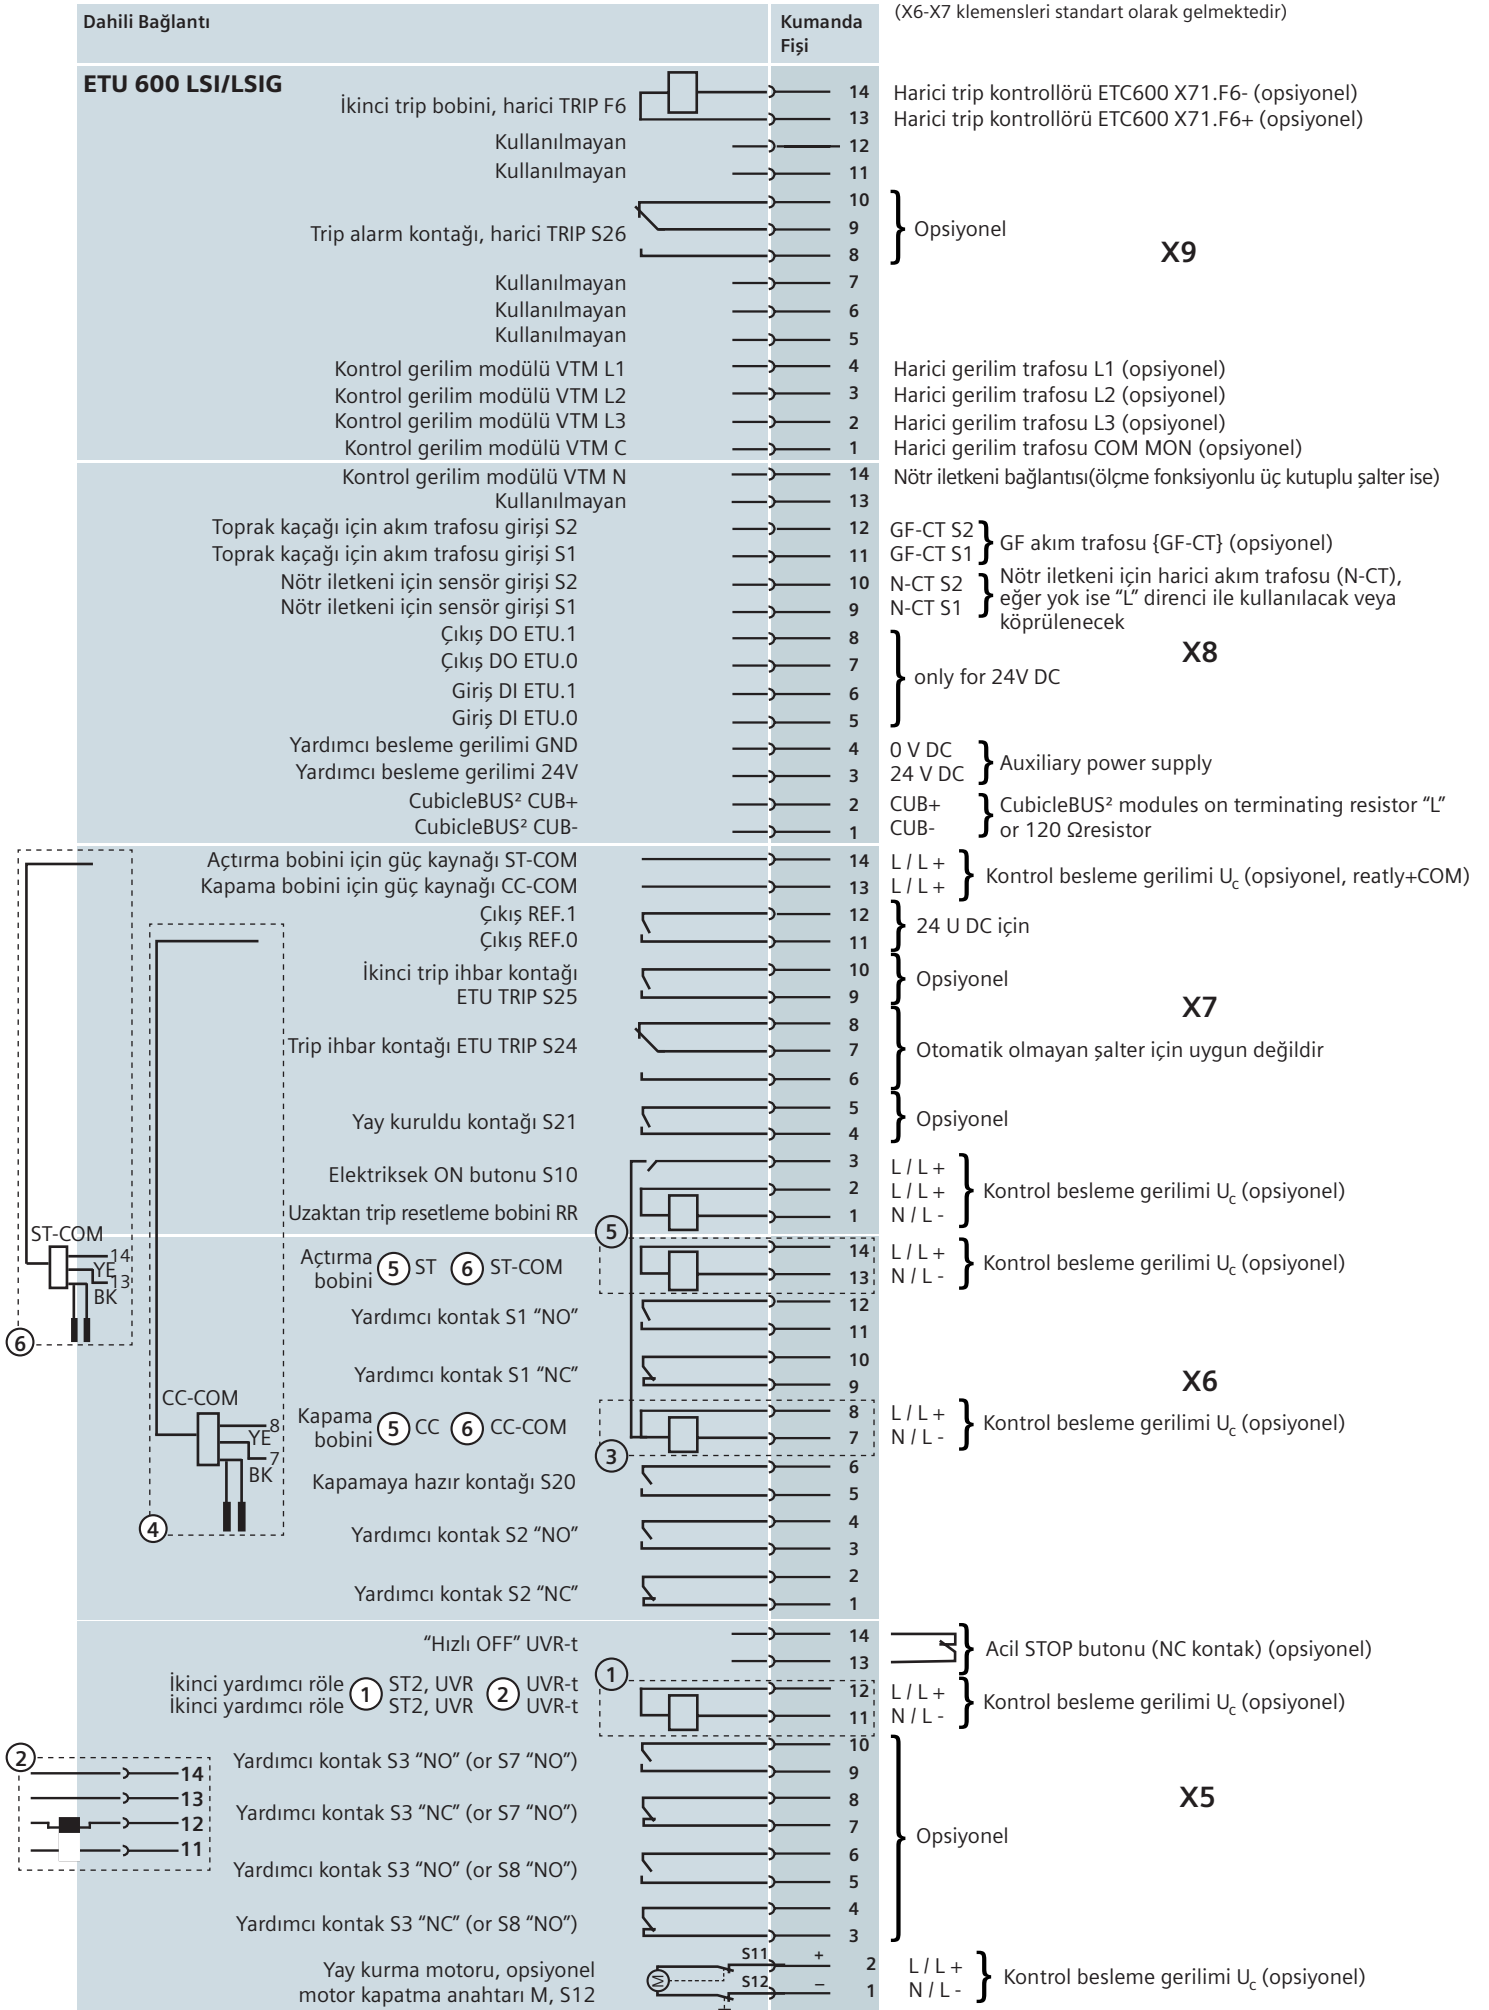 Dahili Bağlantı
Kumanda
Fişi
(X6-X7 klemensleri standart olarak gelmektedir)
ETU 600 LSI/LSIG
İkinci trip bobini, harici TRIP F6
14 Harici trip kontrollörü ETC600 X71.F6- (opsiyonel)
13 Harici trip kontrollörü ETC600 X71.F6+ (opsiyonel)
Kullanılmayan 12
Kullanılmayan 11
10
Trip alarm kontağı, harici TRIP S26 9 Opsiyonel
8
X9
Kullanılmayan 7
Kullanılmayan 6
Kullanılmayan 5
Kontrol gerilim modülü VTM L1 4 Harici gerilim trafosu L1 (opsiyonel)
Kontrol gerilim modülü VTM L2 3 Harici gerilim trafosu L2 (opsiyonel)
Kontrol gerilim modülü VTM L3 2 Harici gerilim trafosu L3 (opsiyonel)
Kontrol gerilim modülü VTM C 1 Harici gerilim trafosu COM MON (opsiyonel)
Kontrol gerilim modülü VTM N 14 Nötr iletkeni bağlantısı(ölçme fonksiyonlu üç kutuplu şalter ise)
Kullanılmayan 13
Toprak kaçağı için akım trafosu girişi S2 12 GF-CT S2
Toprak kaçağı için akım trafosu girişi S1 11 GF-CT S1
GF akım trafosu {GF-CT} (opsiyonel)
Nötr iletkeni için sensör girişi S2 10 N-CT S2
Nötr iletkeni için sensör girişi S1 9 N-CT S1
Nötr iletkeni için harici akım trafosu (N-CT),
eğer yok ise “L” direnci ile kullanılacak veya
köprülenecek
Çıkış DO ETU.1 8
Çıkış DO ETU.0 7
Giriş DI ETU.1 6
Giriş DI ETU.0 5
only for 24V DC
X8
Yardımcı besleme gerilimi GND 4 0 V DC
Yardımcı besleme gerilimi 24V 3 24 V DC
Auxiliary power supply
CubicleBUS² CUB+ 2 CUB+
CubicleBUS² CUB- 1 CUB-
CubicleBUS² modules on terminating resistor “L”
or 120 Ωresistor
Açtırma bobini için güç kaynağı ST-COM 14 L / L +
Kapama bobini için güç kaynağı CC-COM 13 L / L +
Kontrol besleme gerilimi Uc (opsiyonel, reatly+COM)
Çıkış REF.1 12
Çıkış REF.0 11
24 U DC için
İkinci trip ihbar kontağı 10
ETU TRIP S25 9
Opsiyonel
X7
8
Trip ihbar kontağı ETU TRIP S24 7 Otomatik olmayan şalter için uygun değildir
6
5
Yay kuruldu kontağı S21 Opsiyonel
4
Elektriksek ON butonu S10 3 L / L +
2 L / L +
Uzaktan trip resetleme bobini RR 1 N / L -
Kontrol besleme gerilimi Uc (opsiyonel)
5
ST-COM
14
YE
13
BK
6
Açtırma
bobini 5 ST 6 ST-COM
14 L / L +
13 N / L -
Kontrol besleme gerilimi Uc (opsiyonel)
Yardımcı kontak S1 “NO” 12
11
Yardımcı kontak S1 “NC” 10
9
X6
CC-COM
8
YE
7
BK
4
Kapama
bobini 5 CC 6 CC-COM
8 L / L +
7 N / L -
Kontrol besleme gerilimi Uc (opsiyonel)
3
Kapamaya hazır kontağı S20 6
5
Yardımcı kontak S2 “NO” 4
3
Yardımcı kontak S2 “NC” 2
1
“Hızlı OFF” UVR-t 14
13
Acil STOP butonu (NC kontak) (opsiyonel)
1
İkinci yardımcı röle 1 ST2, UVR 2 UVR-t 12 L / L +
İkinci yardımcı röle ST2, UVR UVR-t 11 N / L -
Kontrol besleme gerilimi Uc (opsiyonel)
2
14
13
12
11
Yardımcı kontak S3 “NO” (or S7 “NO”) 10
9
Yardımcı kontak S3 “NC” (or S7 “NO”) 8
7
X5
Opsiyonel
Yardımcı kontak S3 “NO” (or S8 “NO”) 6
5
Yardımcı kontak S3 “NC” (or S8 “NO”) 4
3
Yay kurma motoru, opsiyonel M S11 + 2 L / L +
motor kapatma anahtarı M, S12 S12 – 1 N / L -
Kontrol besleme gerilimi Uc (opsiyonel)